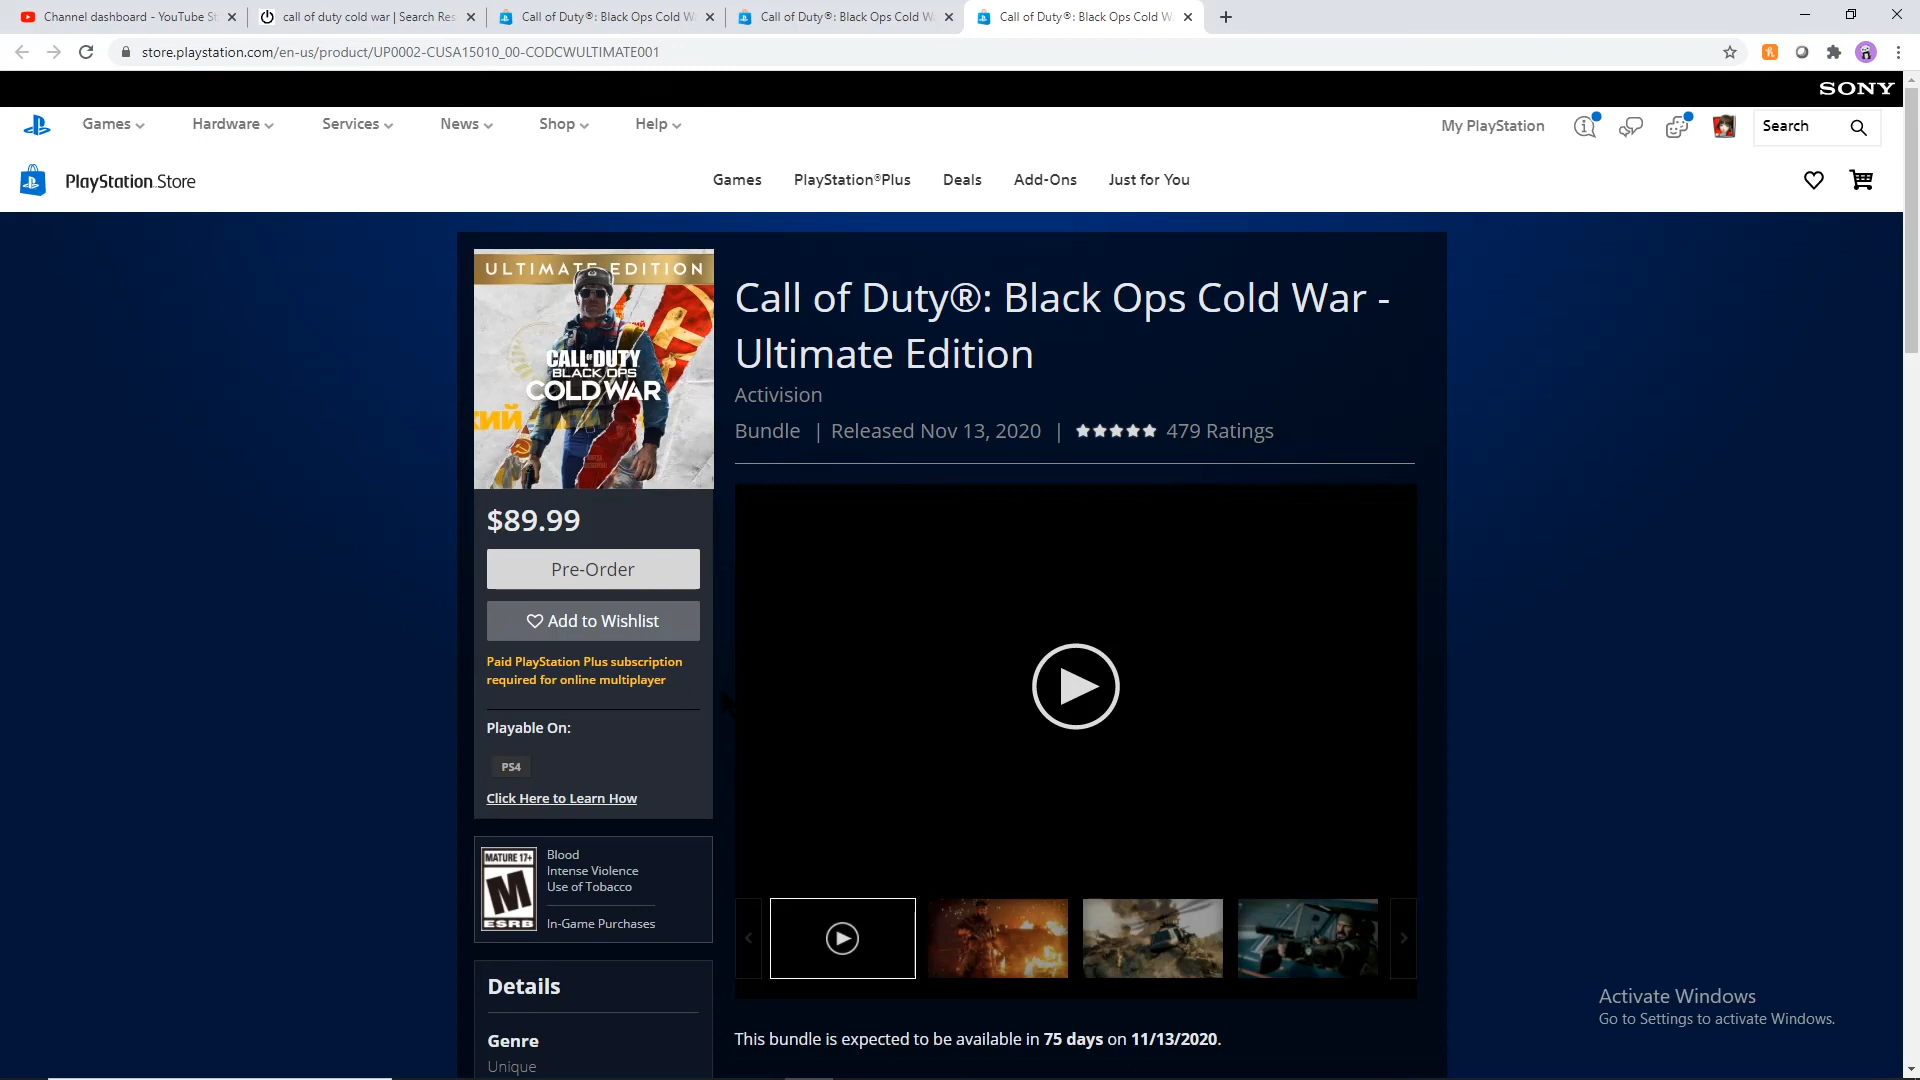 Channel dashboard - YouTube St
call of duty cold war | Search Res
Call of Duty®: Black Ops Cold W
Call of Duty®: Black Ops Cold W
Call of Duty®: Black Ops Cold W
store.playstation.com/en-us/product/UP0002-CUSA15010_00-CODCWULTIMATE001
SONY
Games
Hardware
Services
News
Shop
Help
My PlayStation
Search
PlayStation Store
Games
PlayStation®Plus
Deals
Add-Ons
Just for You
ULTIMATE EDITION
CALL OF DUTY
BLACK OPS
COLD WAR
Call of Duty®: Black Ops Cold War -
Ultimate Edition
Activision
Bundle | Released Nov 13, 2020 | ★★★★★ 479 Ratings
$89.99
Pre-Order
Add to Wishlist
Paid PlayStation Plus subscription
required for online multiplayer
Playable On:
PS4
Click Here to Learn How
MATURE 17+
M
ESRB
Blood
Intense Violence
Use of Tobacco
In-Game Purchases
Details
Genre
Unique
This bundle is expected to be available in 75 days on 11/13/2020.
Activate Windows
Go to Settings to activate Windows.